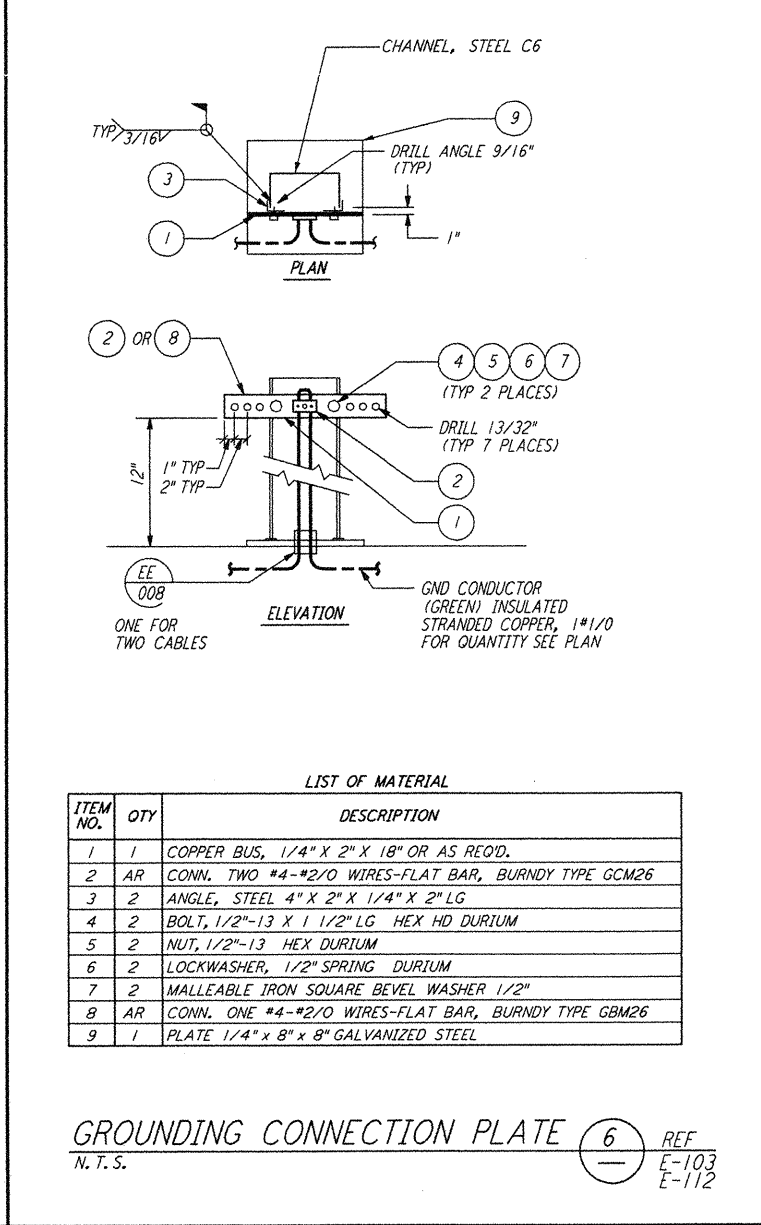 CHANNEL, STEEL C6
9
TYP 3/16
DRILL ANGLE 9/16"
(TYP)
3
1
1"
PLAN
2 OR 8
4 5 6 7
(TYP 2 PLACES)
DRILL 13/32"
(TYP 7 PLACES)
12"
1" TYP
2" TYP
2
1
EE
008
ONE FOR
TWO CABLES
ELEVATION
GND CONDUCTOR
(GREEN) INSULATED
STRANDED COPPER, 1#1/0
FOR QUANTITY SEE PLAN
LIST OF MATERIAL
ITEM NO. QTY DESCRIPTION
1 1 COPPER BUS, 1/4" X 2" X 18" OR AS REQ'D.
2 AR CONN. TWO #4-#2/0 WIRES-FLAT BAR, BURNDY TYPE GCM26
3 2 ANGLE, STEEL 4" X 2" X 1/4" X 2" LG
4 2 BOLT, 1/2"-13 X 1 1/2" LG HEX HD DURIUM
5 2 NUT, 1/2"-13 HEX DURIUM
6 2 LOCKWASHER, 1/2" SPRING DURIUM
7 2 MALLEABLE IRON SQUARE BEVEL WASHER 1/2"
8 AR CONN. ONE #4-#2/0 WIRES-FLAT BAR, BURNDY TYPE GBM26
9 1 PLATE 1/4" x 8" x 8" GALVANIZED STEEL
GROUNDING CONNECTION PLATE 6 REF
N.T.S. — E-103
E-112